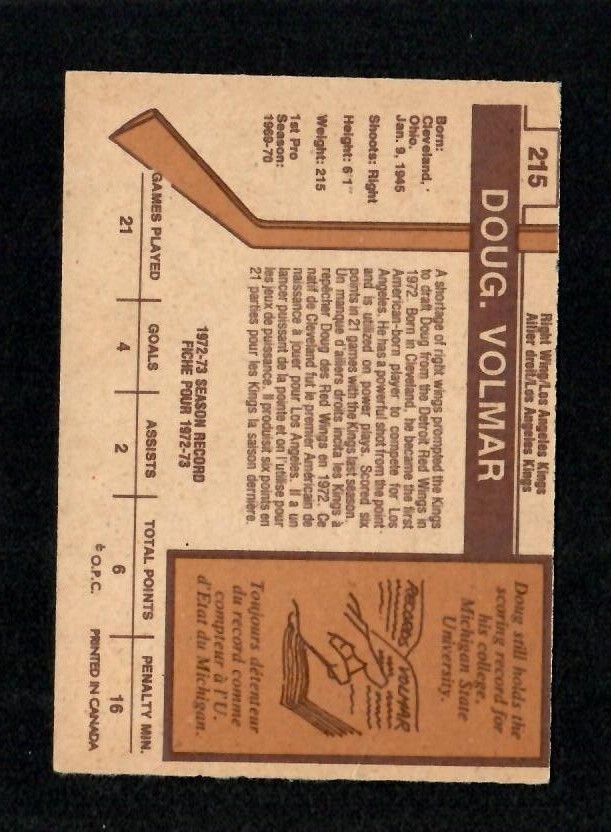 215
Right Wing/Los Angeles Kings
Ailier droit/Los Angeles Kings
DOUG. VOLMAR
Born:
Cleveland,
Ohio.
Jan. 9, 1945
Shoots: Right
Height: 6'1"
Weight: 215
1st Pro
Season:
1969-70
A shortage of right wings prompted the Kings
to draft Doug from the Detroit Red Wings in
1972. Born in Cleveland, he became the first
American-born player to compete for Los
Angeles. He has a powerful shot from the point
and is utilized on power plays. Scored six
points in 21 games with the Kings last season.
Un manque d'ailiers droits incita les Kings à
repêcher Doug des Red Wings en 1972. Ce
natif de Cleveland fut le premier Américain de
naissance à jouer pour Los Angeles. Il a un
lancer puissant de la pointe et on l'utilise pour
les jeux de puissance. Il produisit six points en
21 parties pour les Kings la saison dernière.
Doug still holds the
scoring record for
his college,
Michigan State
University.
RECORDS VOLMAR
Toujours détenteur
du record comme
compteur à l'U.
d'Etat du Michigan.
1972-73 SEASON RECORD
FICHE POUR 1972-73
GAMES PLAYED GOALS ASSISTS TOTAL POINTS PENALTY MIN.
21 4 2 6 16
© O.P.C. PRINTED IN CANADA